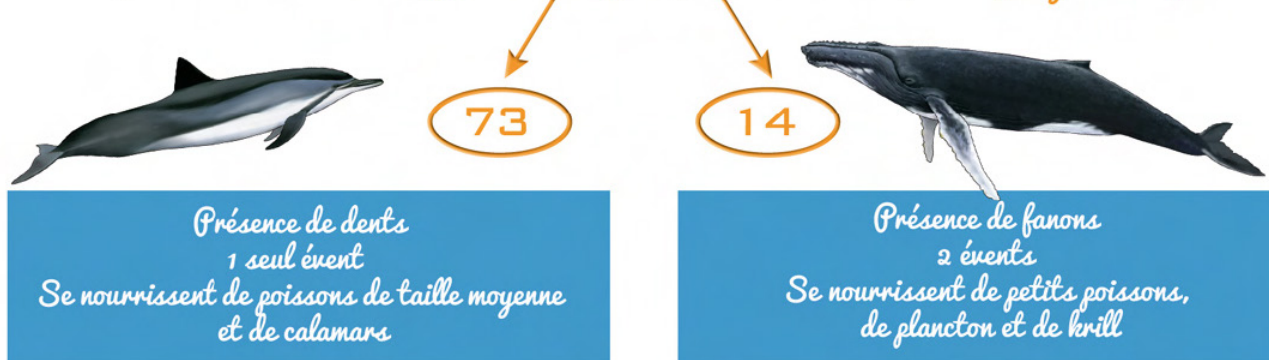 73
14
Présence de dents
1 seul évent
Se nourrissent de poissons de taille moyenne
et de calamars
Présence de fanons
2 évents
Se nourrissent de petits poissons,
de plancton et de krill